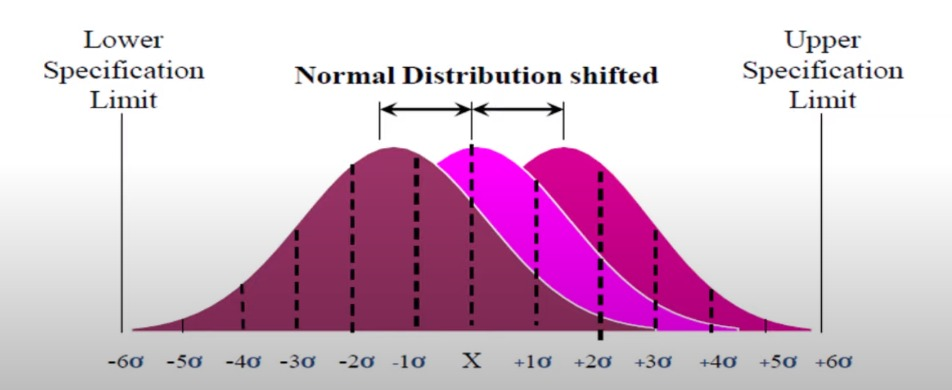 Lower
Specification
Limit
Normal Distribution shifted
Upper
Specification
Limit
-6σ -5σ -4σ -3σ -2σ -1σ X +1σ +2σ +3σ +4σ +5σ +6σ